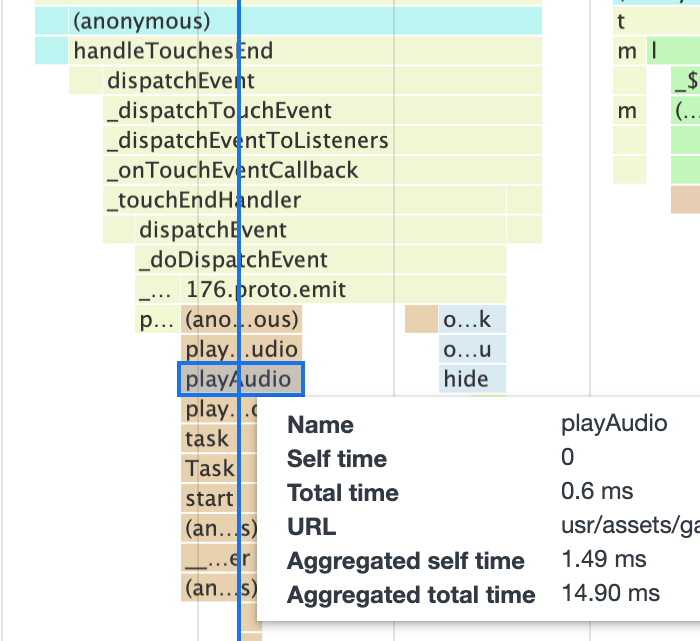 (anonymous) t
handleTouchesEnd m l
dispatchEvent _$
_dispatchTouchEvent m (...
_dispatchEventToListeners
_onTouchEventCallback
_touchEndHandler
dispatchEvent
_doDispatchEvent
_... 176.proto.emit
p... (ano...ous) o...k
play...udio o...u
playAudio hide
play...
task
Task
start
(an...s)
__...er
(an...s)
Name playAudio
Self time 0
Total time 0.6 ms
URL usr/assets/ga
Aggregated self time 1.49 ms
Aggregated total time 14.90 ms